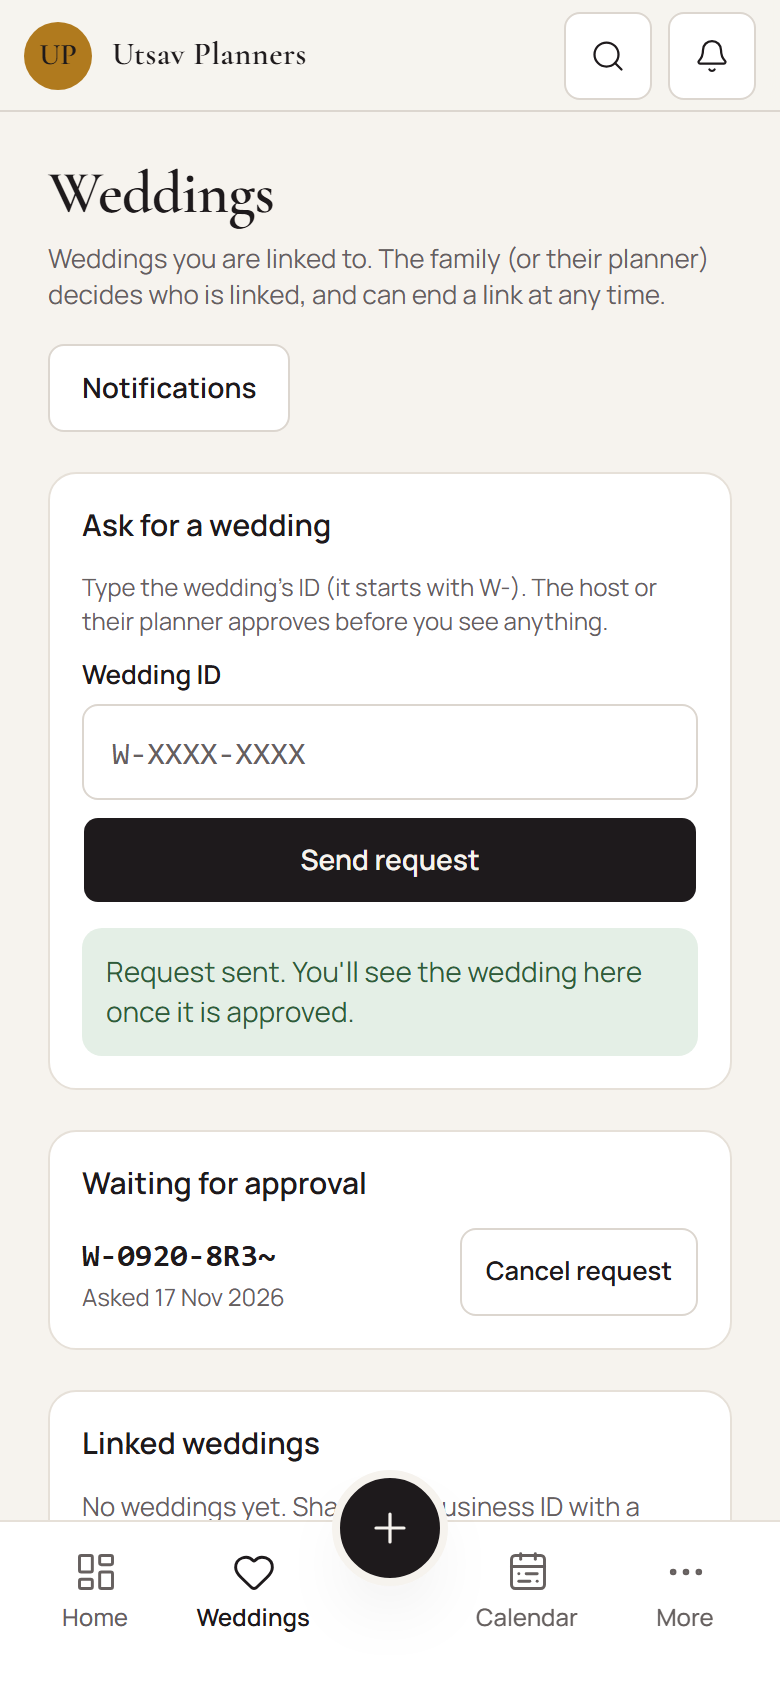 UP Utsav Planners
Weddings
Weddings you are linked to. The family (or their planner)
decides who is linked, and can end a link at any time.
Notifications
Ask for a wedding
Type the wedding's ID (it starts with W-). The host or
their planner approves before you see anything.
Wedding ID
W-XXXX-XXXX
Send request
Request sent. You'll see the wedding here
once it is approved.
Waiting for approval
W-0920-8R3~
Asked 17 Nov 2026
Cancel request
Linked weddings
No weddings yet. usiness ID with a
Home Weddings Calendar More